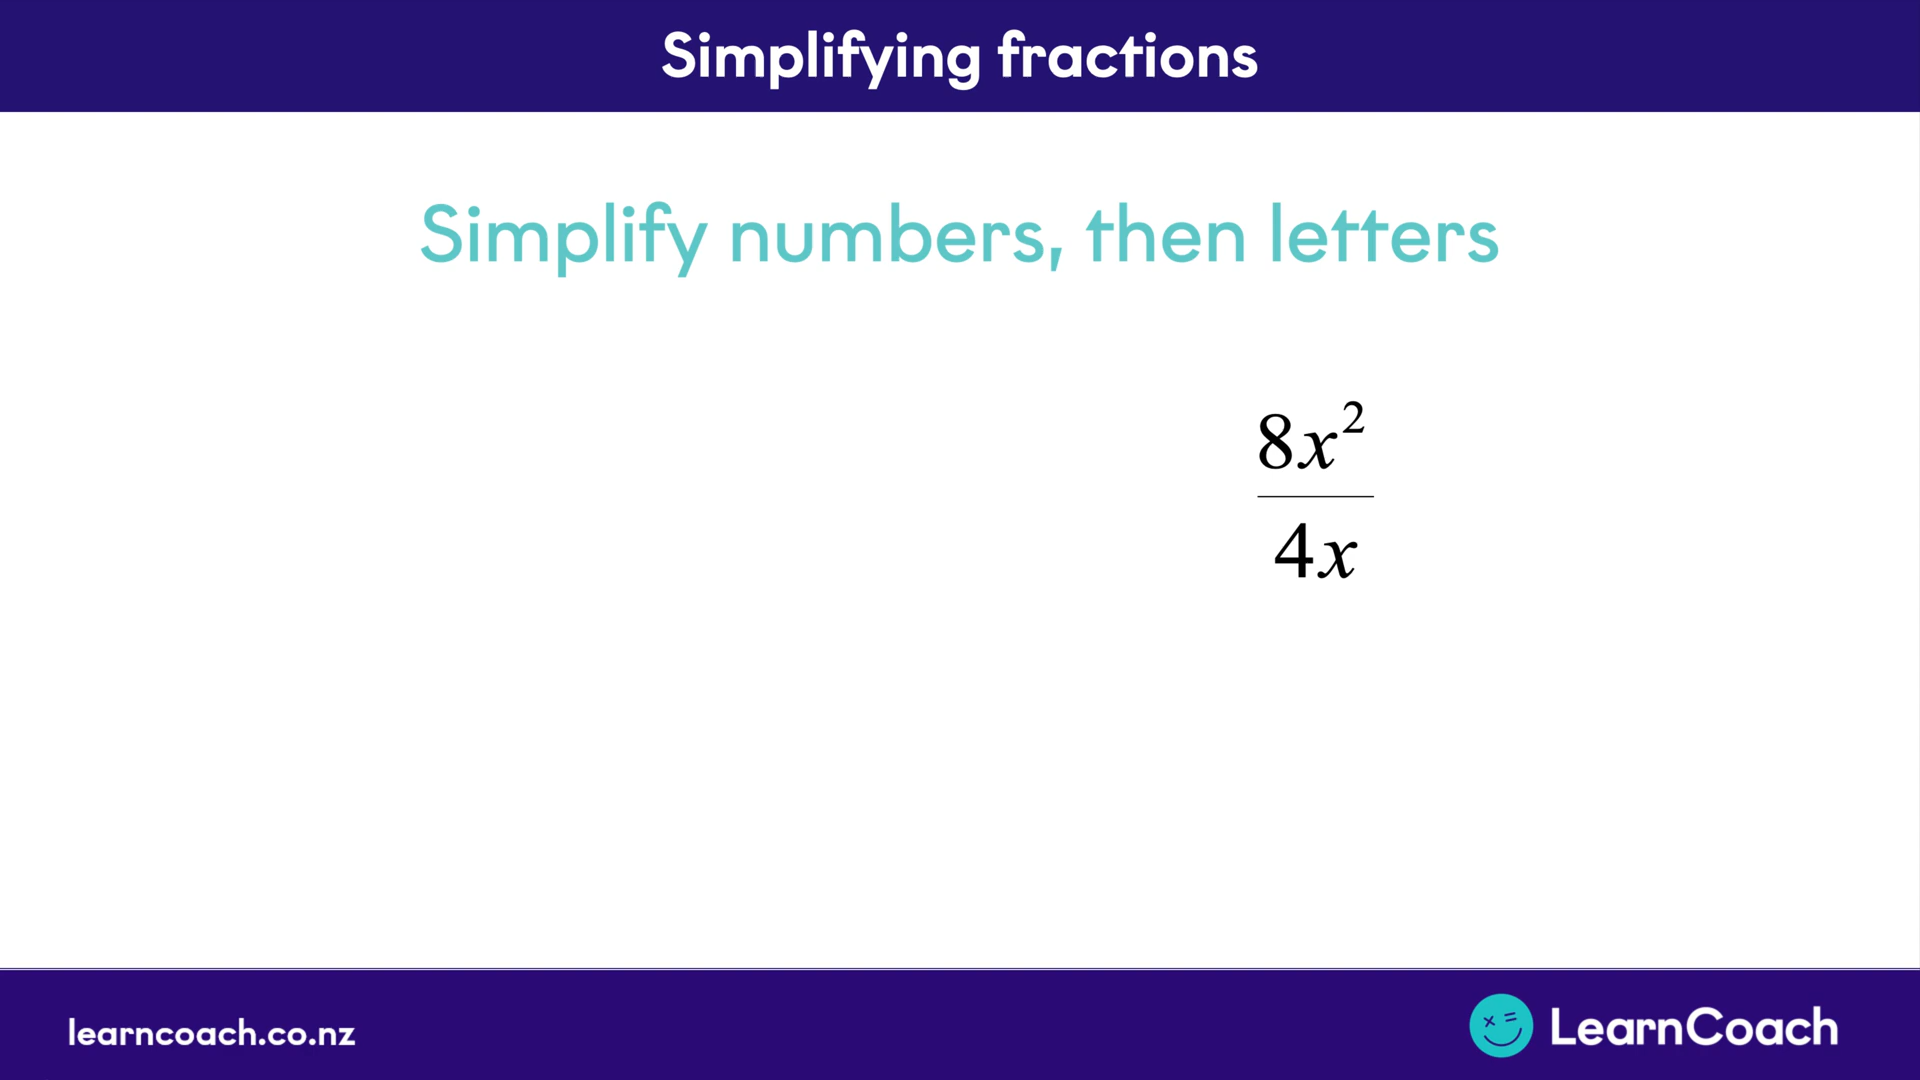 Simplifying fractions
Simplify numbers, then letters
8x²
4x
learncoach.co.nz
LearnCoach